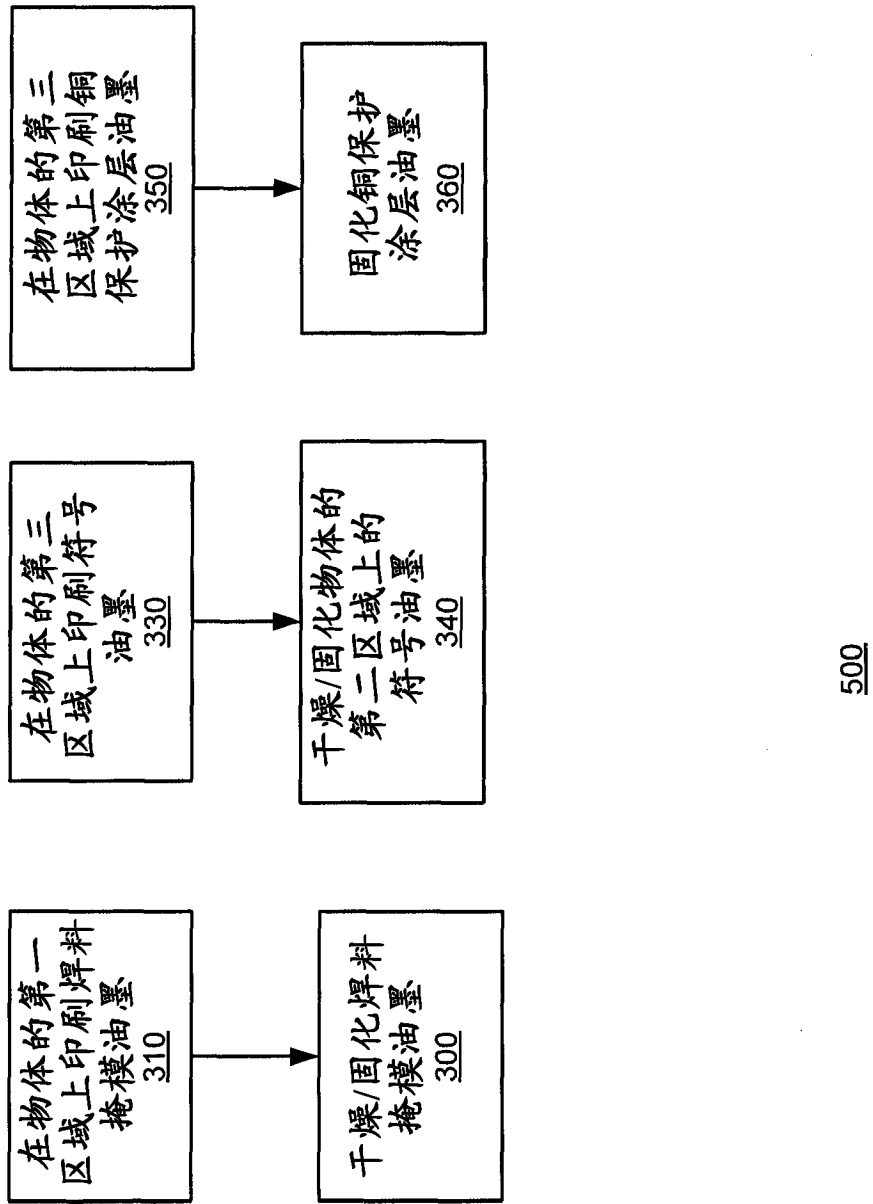 在物体的第一
区域上印刷焊料
掩模油墨
310
干燥/固化焊料
掩模油墨
300
在物体的第三
区域上印刷符号
油墨
330
干燥/固化物体的
第二区域上的
符号油墨
340
在物体的第三
区域上印刷铜
保护涂层油墨
350
固化铜保护
涂层油墨
360
500